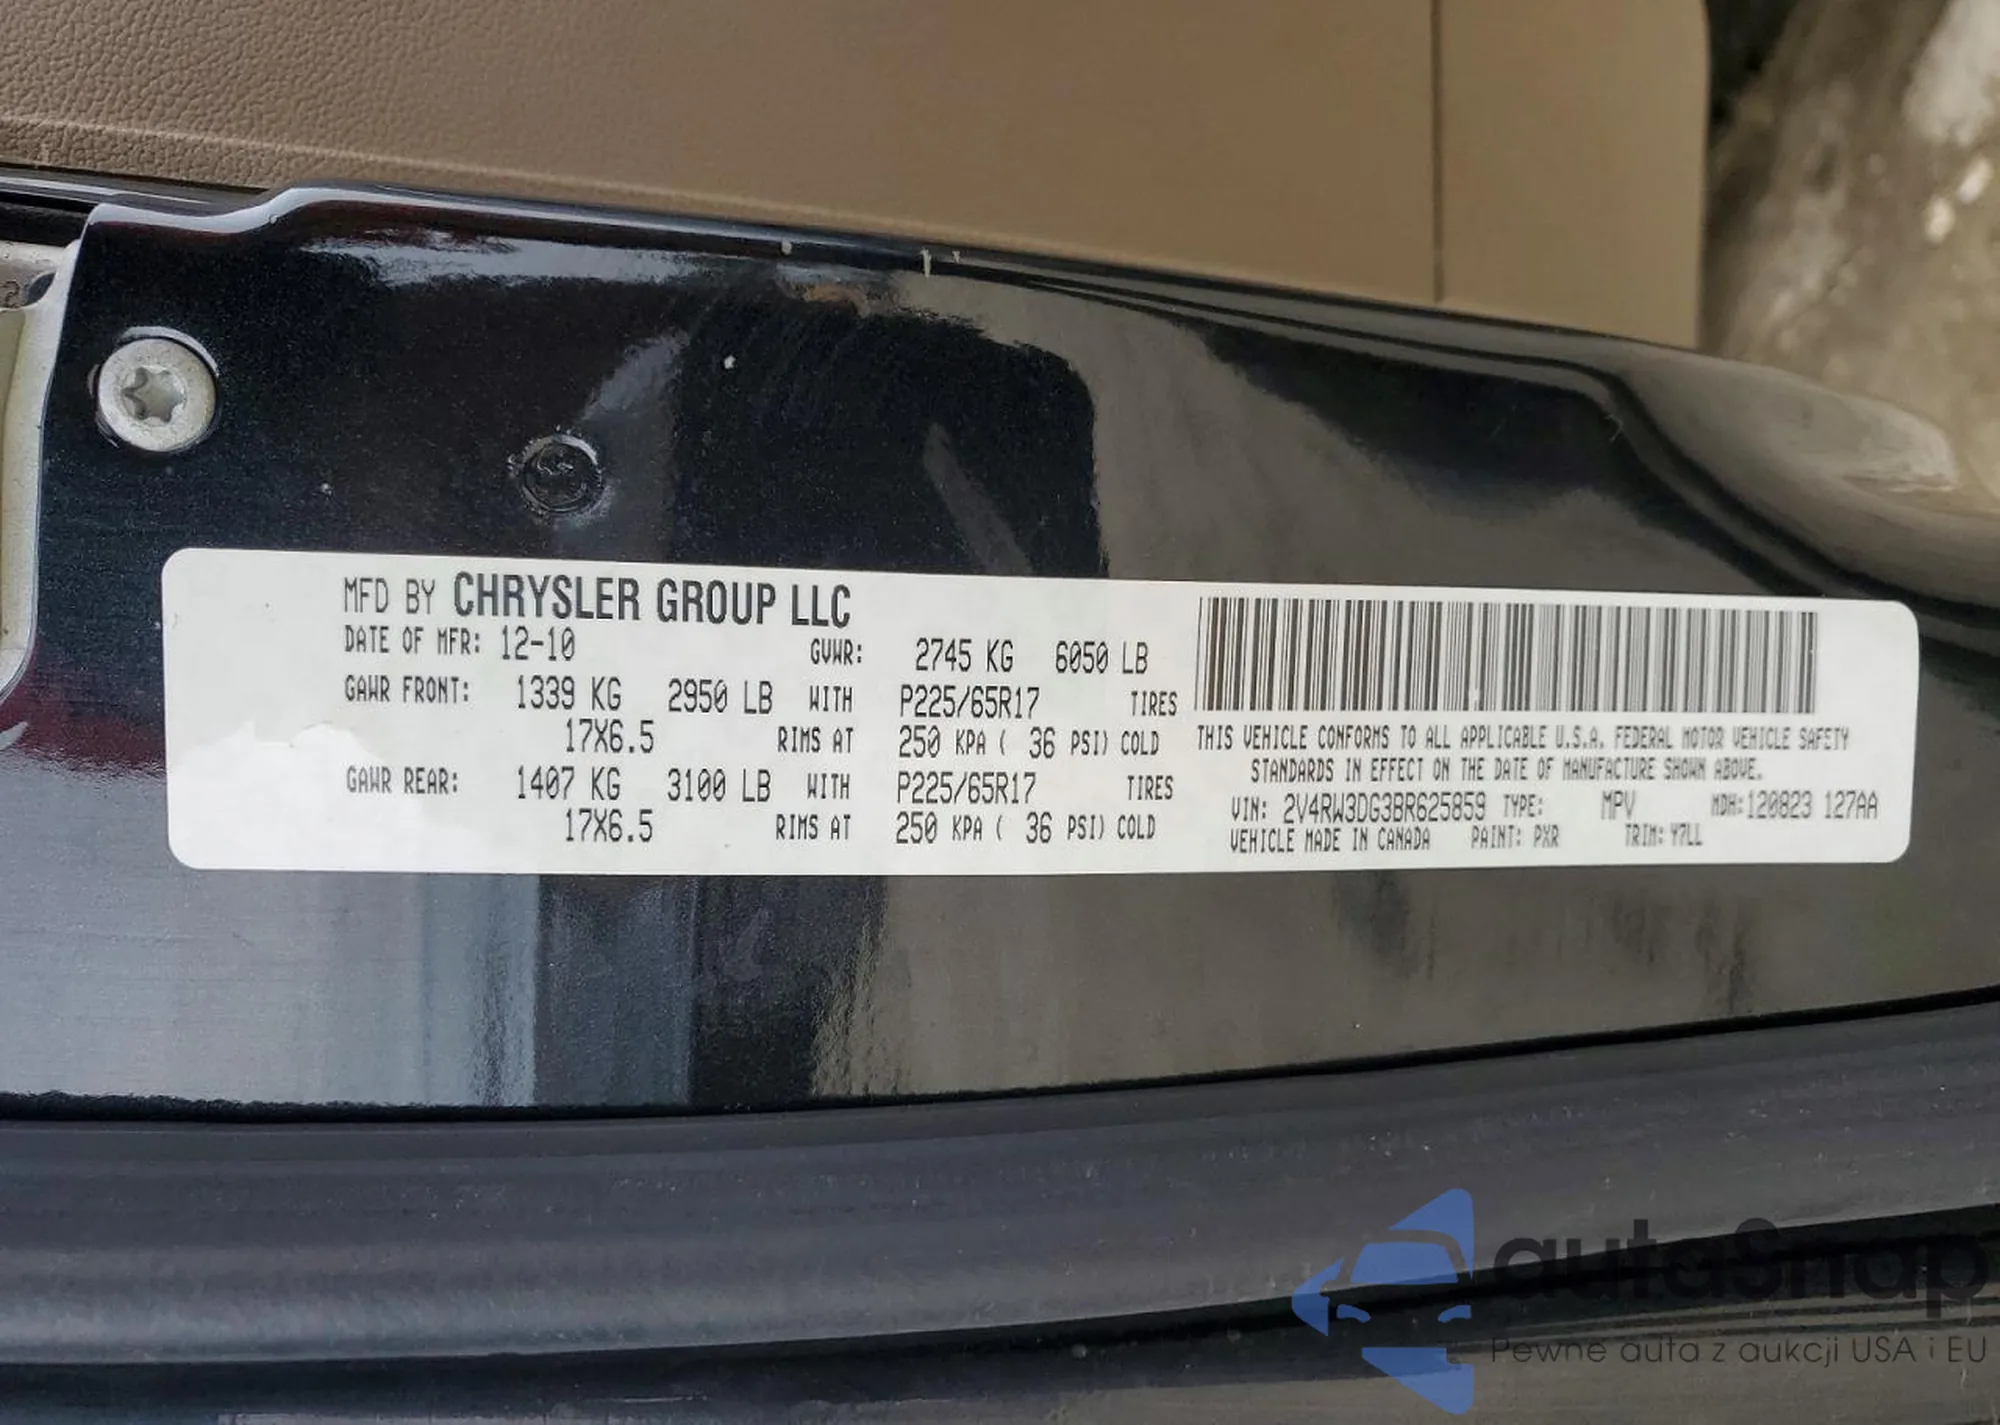 MFD BY CHRYSLER GROUP LLC
DATE OF MFR: 12-10 GVWR: 2745 KG 6050 LB
GAWR FRONT: 1339 KG 2950 LB WITH P225/65R17 TIRES
17X6.5 RIMS AT 250 KPA ( 36 PSI) COLD
GAWR REAR: 1407 KG 3100 LB WITH P225/65R17 TIRES
17X6.5 RIMS AT 250 KPA ( 36 PSI) COLD
THIS VEHICLE CONFORMS TO ALL APPLICABLE U.S.A. FEDERAL MOTOR VEHICLE SAFETY
STANDARDS IN EFFECT ON THE DATE OF MANUFACTURE SHOWN ABOVE.
VIN: 2V4RW3DG3BR625859 TYPE: MPV MDH:120823 127AA
VEHICLE MADE IN CANADA PAINT: PXR TRIM: Y7LL
autoSnap
Pewne auta z aukcji USA i EU